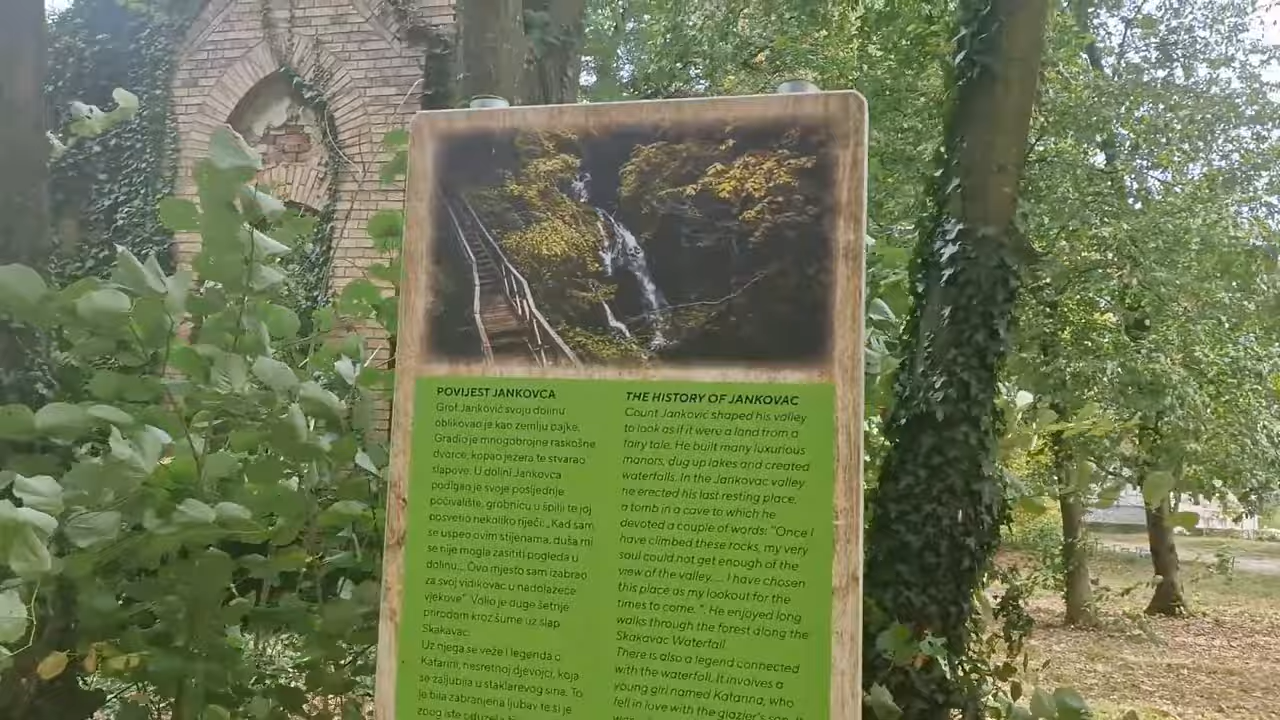 POVIJEST JANKOVCA
Grof Janković svoju dolinu
oblikovao je kao zemlju bajke.
Gradio je mnogobrojne raskošne
dvorce, kopao jezera te stvarao
slapove. U dolini Jankovca
podigao je svoje posljednje
počivalište, grobnicu u špilji te joj
posvetio nekoliko riječi: „Kad sam
se uspeo ovim stijenama, duša mi
se nije mogla zasititi pogleda u
dolinu... Ovo mjesto sam izabrao
za svoj vidikovac u nadolazeće
vjekove". Volio je duge šetnje
prirodom kroz šume uz slap
Skakavac.
Uz njega se veže i legenda o
Katarini, nesretnoj djevojci, koja
se zaljubila u staklarevog sina. To
je bila zabranjena ljubav te si je
zbog iste oduzela
THE HISTORY OF JANKOVAC
Count Janković shaped his valley
to look as if it were a land from a
fairy tale. He built many luxurious
manors, dug up lakes and created
waterfalls. In the Jankovac valley
he erected his last resting place,
a tomb in a cave to which he
devoted a couple of words: "Once I
have climbed these rocks, my very
soul could not get enough of the
view of the valley.... I have chosen
this place as my lookout for the
times to come. ". He enjoyed long
walks through the forest along the
Skakavac Waterfall.
There is also a legend connected
with the waterfall. It involves a
young girl named Katarina, who
fell in love with the glazier's son. It
was